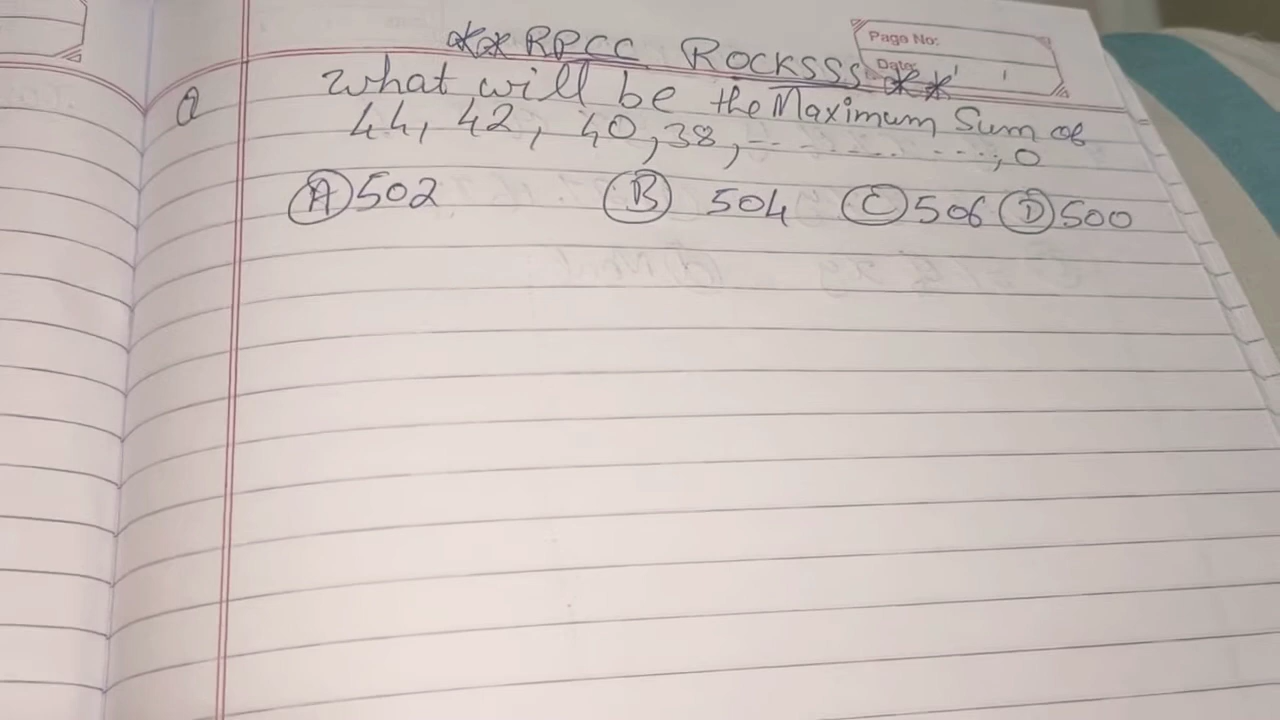 ** RPCC ROCKSSS **
Page No:
Date:
Q What will be the Maximum Sum of
44, 42, 40, 38, - - - - - - - - - - -, 0
(A) 502 (B) 504 (C) 506 (D) 500